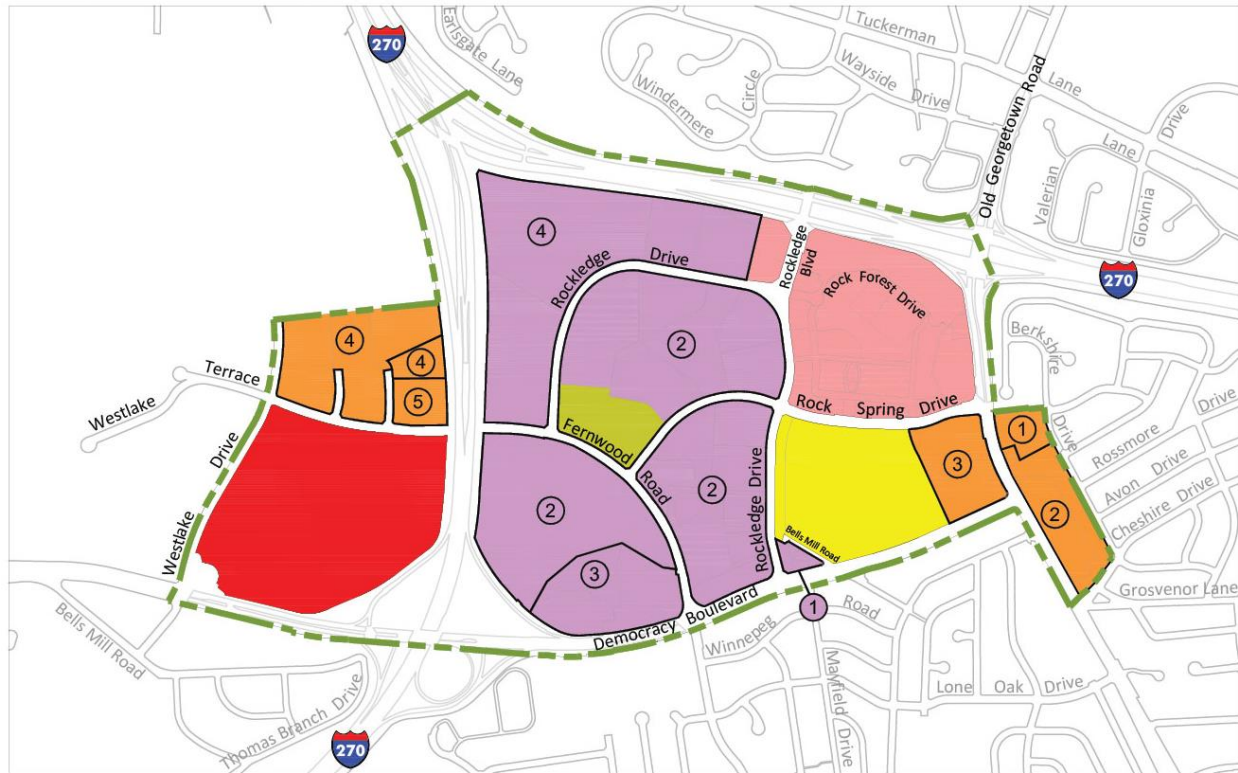 270
Earlsgate Lane
Tuckerman
Lane
Wayside Drive
Windermere
Circle
Old Georgetown Road
Valerian
Lane
Gloxinia
Drive
4
Rockledge Drive
Rockledge
Blvd
Rock Forest Drive
270
2
4
4
5
Terrace
Westlake
Berkshire
Drive
Rossmore Drive
Avon Drive
Cheshire Drive
Rock Spring Drive
1
3
2
Fernwood
Road
2
2
Rockledge Drive
Westlake
Drive
Bells Mill Road
3
1
Democracy Boulevard
Grosvenor Lane
Bells Mill Road
Winnepeg
Road
Mayfield Drive
Lone Oak Drive
Thomas Branch Drive
270